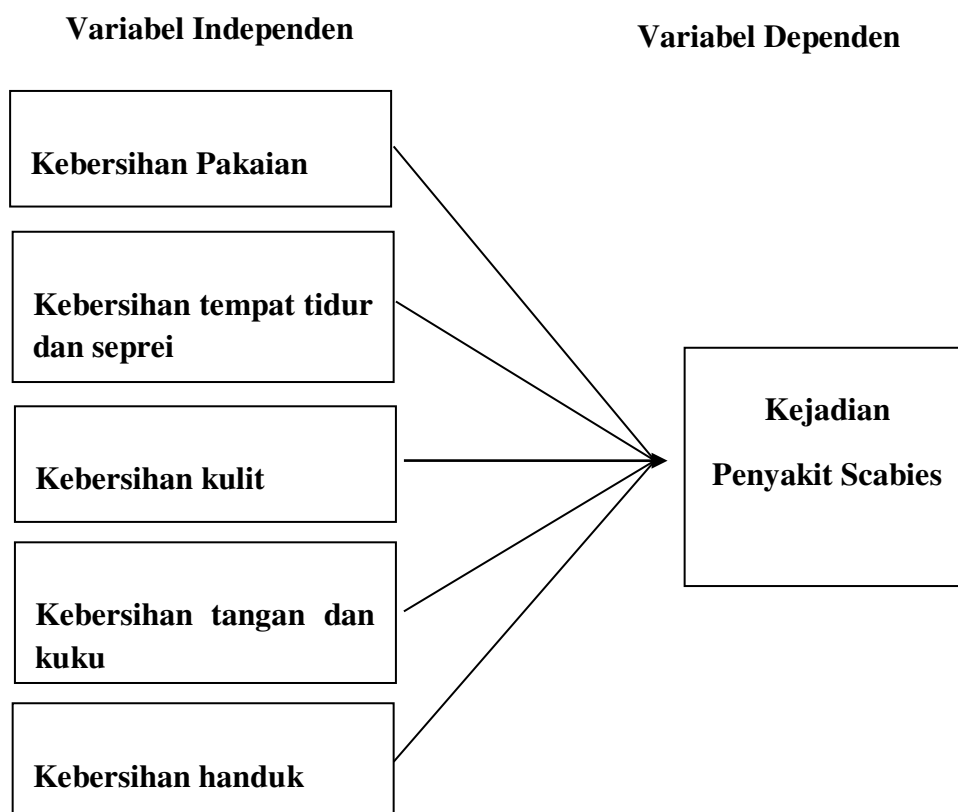 Variabel Independen
Variabel Dependen
Kebersihan Pakaian
Kebersihan tempat tidur
dan seprei
Kebersihan kulit
Kebersihan tangan dan
kuku
Kebersihan handuk
Kejadian
Penyakit Scabies